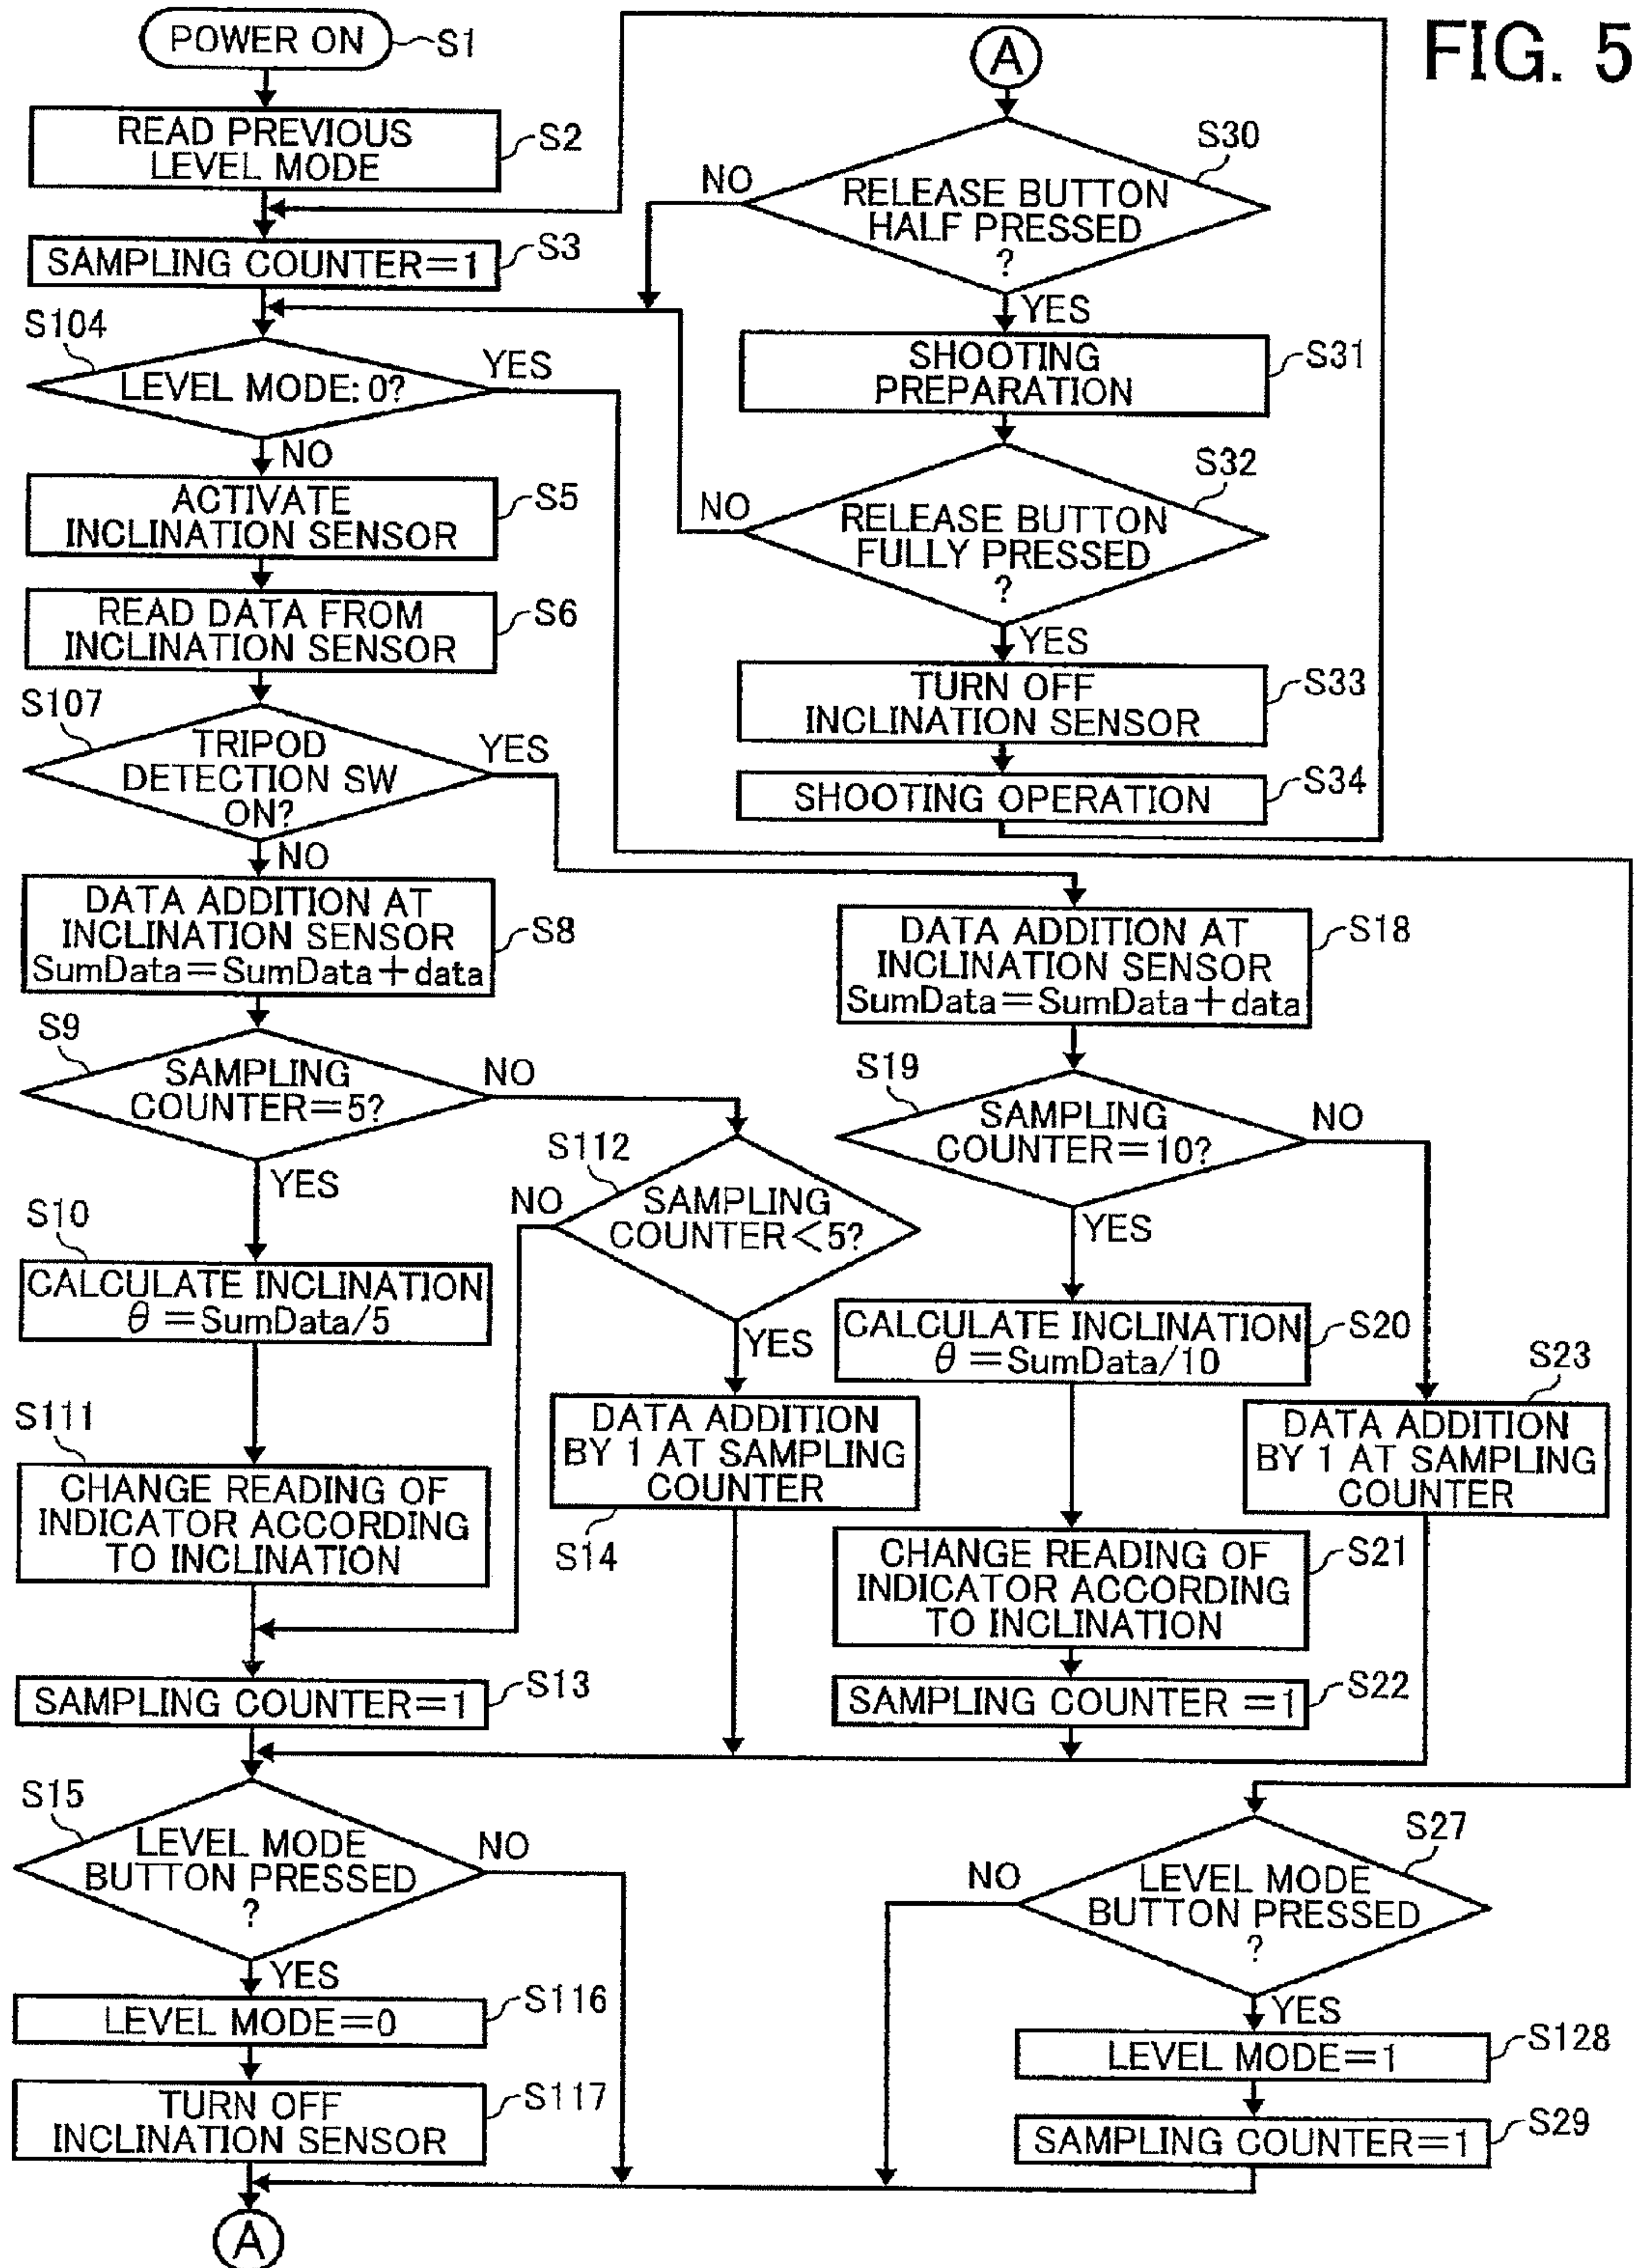 FIG. 5
POWER ON
S1
READ PREVIOUS
LEVEL MODE
S2
SAMPLING COUNTER=1
S3
S104
LEVEL MODE: 0?
YES
NO
ACTIVATE
INCLINATION SENSOR
S5
READ DATA FROM
INCLINATION SENSOR
S6
S107
TRIPOD
DETECTION SW
ON?
YES
NO
DATA ADDITION AT
INCLINATION SENSOR
SumData=SumData+data
S8
S9
SAMPLING
COUNTER=5?
NO
YES
S10
CALCULATE INCLINATION
θ =SumData/5
S111
CHANGE READING OF
INDICATOR ACCORDING
TO INCLINATION
SAMPLING COUNTER=1
S13
S112
SAMPLING
COUNTER<5?
NO
YES
DATA ADDITION
BY 1 AT SAMPLING
COUNTER
S14
S15
LEVEL MODE
BUTTON PRESSED
?
NO
YES
LEVEL MODE=0
S116
TURN OFF
INCLINATION SENSOR
S117
A
A
S30
RELEASE BUTTON
HALF PRESSED
?
NO
YES
SHOOTING
PREPARATION
S31
S32
RELEASE BUTTON
FULLY PRESSED
?
NO
YES
TURN OFF
INCLINATION SENSOR
S33
SHOOTING OPERATION
S34
DATA ADDITION AT
INCLINATION SENSOR
SumData=SumData+data
S18
S19
SAMPLING
COUNTER=10?
NO
YES
CALCULATE INCLINATION
θ =SumData/10
S20
CHANGE READING OF
INDICATOR ACCORDING
TO INCLINATION
S21
SAMPLING COUNTER =1
S22
S23
DATA ADDITION
BY 1 AT SAMPLING
COUNTER
S27
LEVEL MODE
BUTTON PRESSED
?
NO
YES
LEVEL MODE=1
S128
SAMPLING COUNTER=1
S29